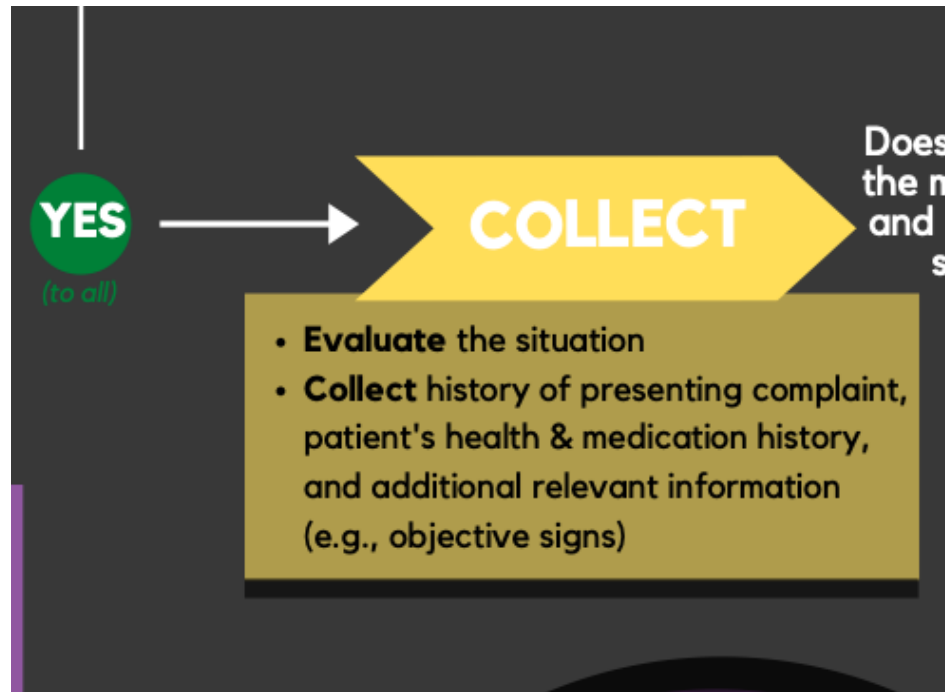 YES
(to all)
COLLECT
Does
the
and
• Evaluate the situation
• Collect history of presenting complaint,
patient's health & medication history,
and additional relevant information
(e.g., objective signs)